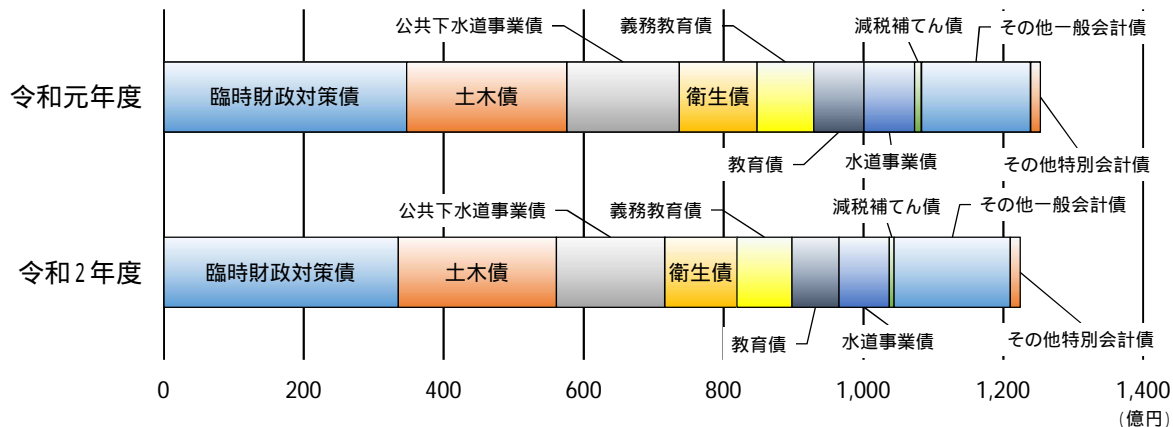 公共下水道事業債 義務教育債 減税補てん債 その他一般会計債
令和元年度 臨時財政対策債 土木債 衛生債
教育債 水道事業債 その他特別会計債
公共下水道事業債 義務教育債 減税補てん債 その他一般会計債
令和2年度 臨時財政対策債 土木債 衛生債
教育債 水道事業債 その他特別会計債
0 200 400 600 800 1,000 1,200 1,400
(億円)